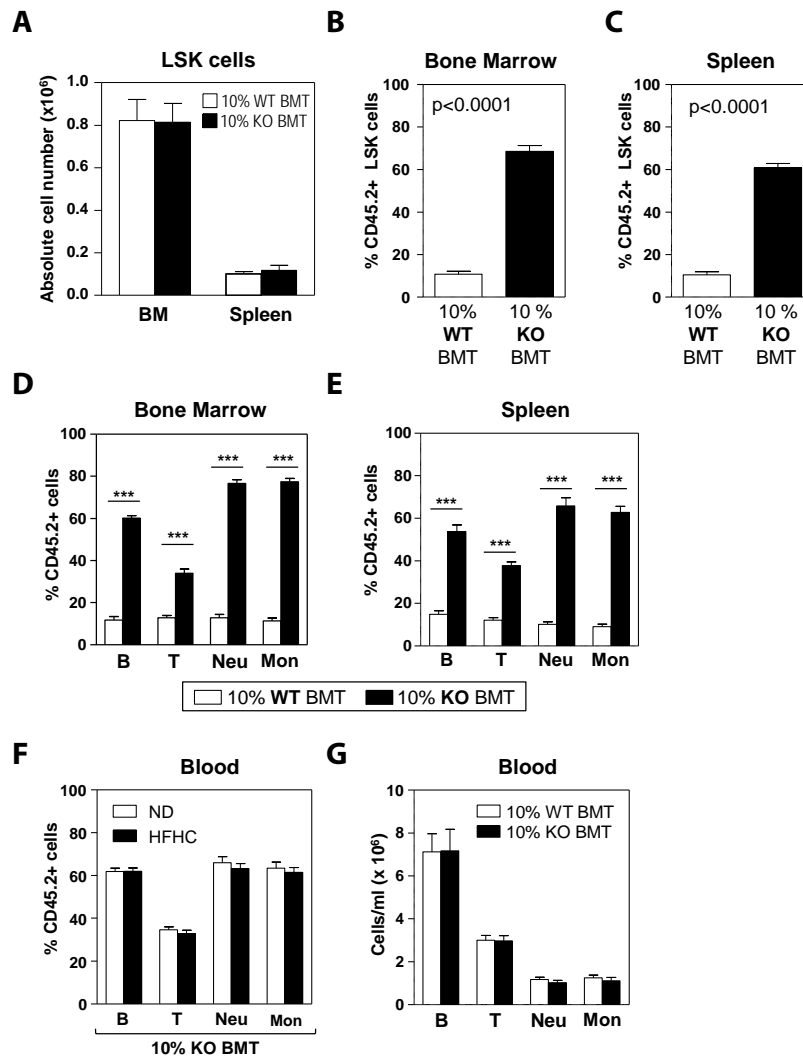 A
LSK cells
Absolute cell number (x10⁶)
1.0
0.8
0.6
0.4
0.2
0.0
10% WT BMT
10% KO BMT
BM Spleen
B
Bone Marrow
% CD45.2+ LSK cells
100
80
60
40
20
0
p<0.0001
10% 10 %
WT KO
BMT BMT
C
Spleen
% CD45.2+ LSK cells
100
80
60
40
20
0
p<0.0001
10% 10 %
WT KO
BMT BMT
D
Bone Marrow
% CD45.2+ cells
100
80
60
40
20
0
*** *** *** ***
B T Neu Mon
E
Spleen
% CD45.2+ cells
100
80
60
40
20
0
*** *** *** ***
B T Neu Mon
10% WT BMT 10% KO BMT
F
Blood
% CD45.2+ cells
100
80
60
40
20
0
ND
HFHC
B T Neu Mon
10% KO BMT
G
Blood
Cells/ml (x 10⁶)
10
8
6
4
2
0
10% WT BMT
10% KO BMT
B T Neu Mon